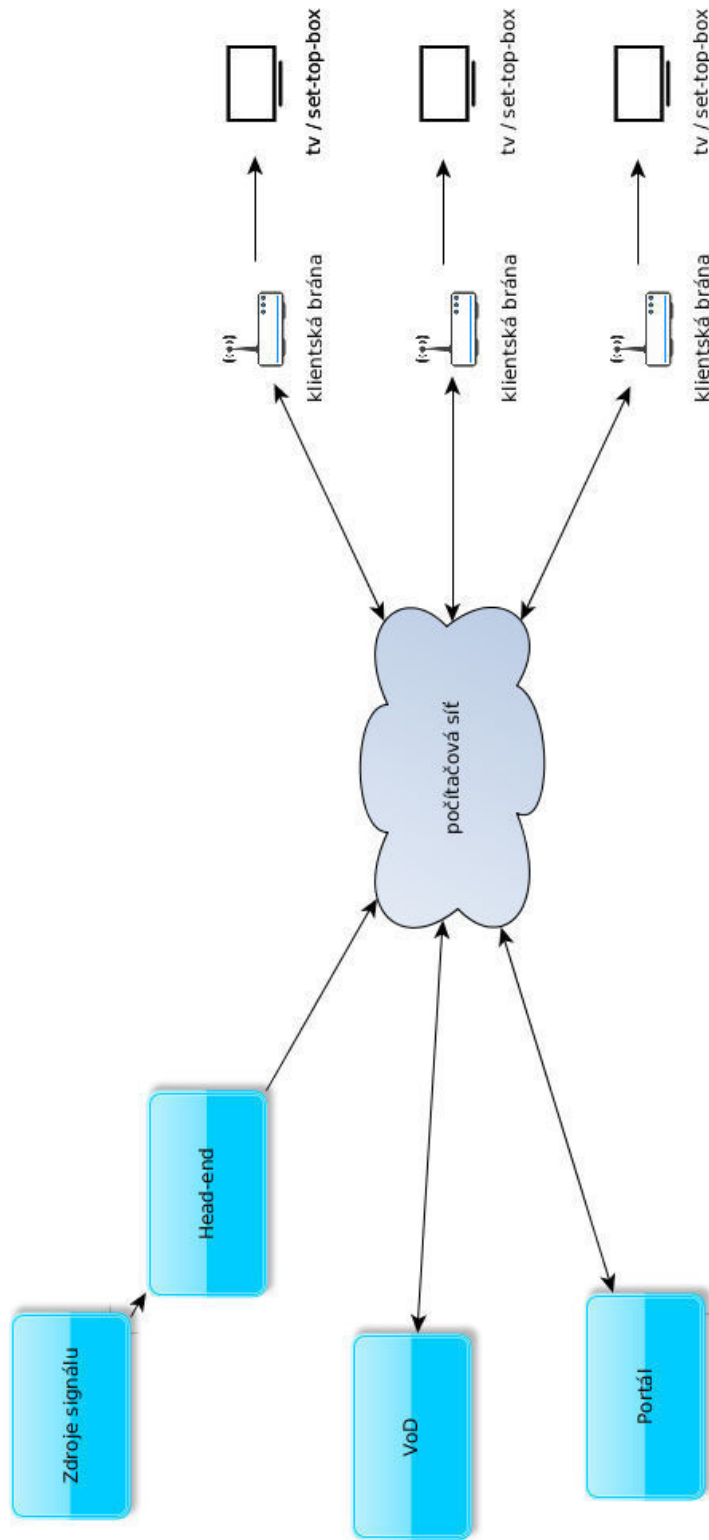 Zdroje signálu
Head-end
VoD
Portál
počítačová síť
klientská brána
tv / set-top-box
klientská brána
tv / set-top-box
klientská brána
tv / set-top-box